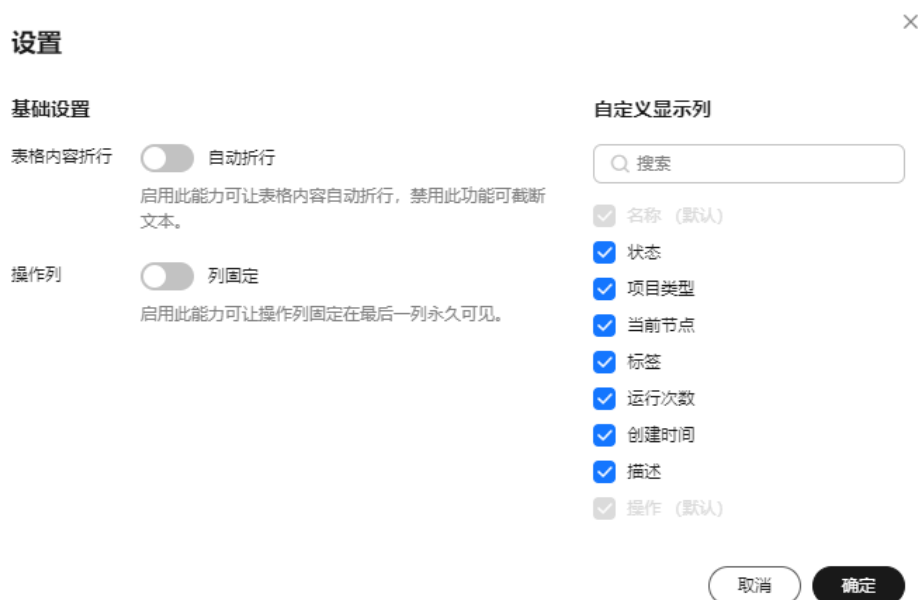 设置
基础设置
表格内容折行
自动折行
启用此能力可让表格内容自动折行，禁用此功能可截断
文本。
操作列
列固定
启用此能力可让操作列固定在最后一列永久可见。
自定义显示列
搜索
名称 (默认)
状态
项目类型
当前节点
标签
运行次数
创建时间
描述
操作 (默认)
取消
确定